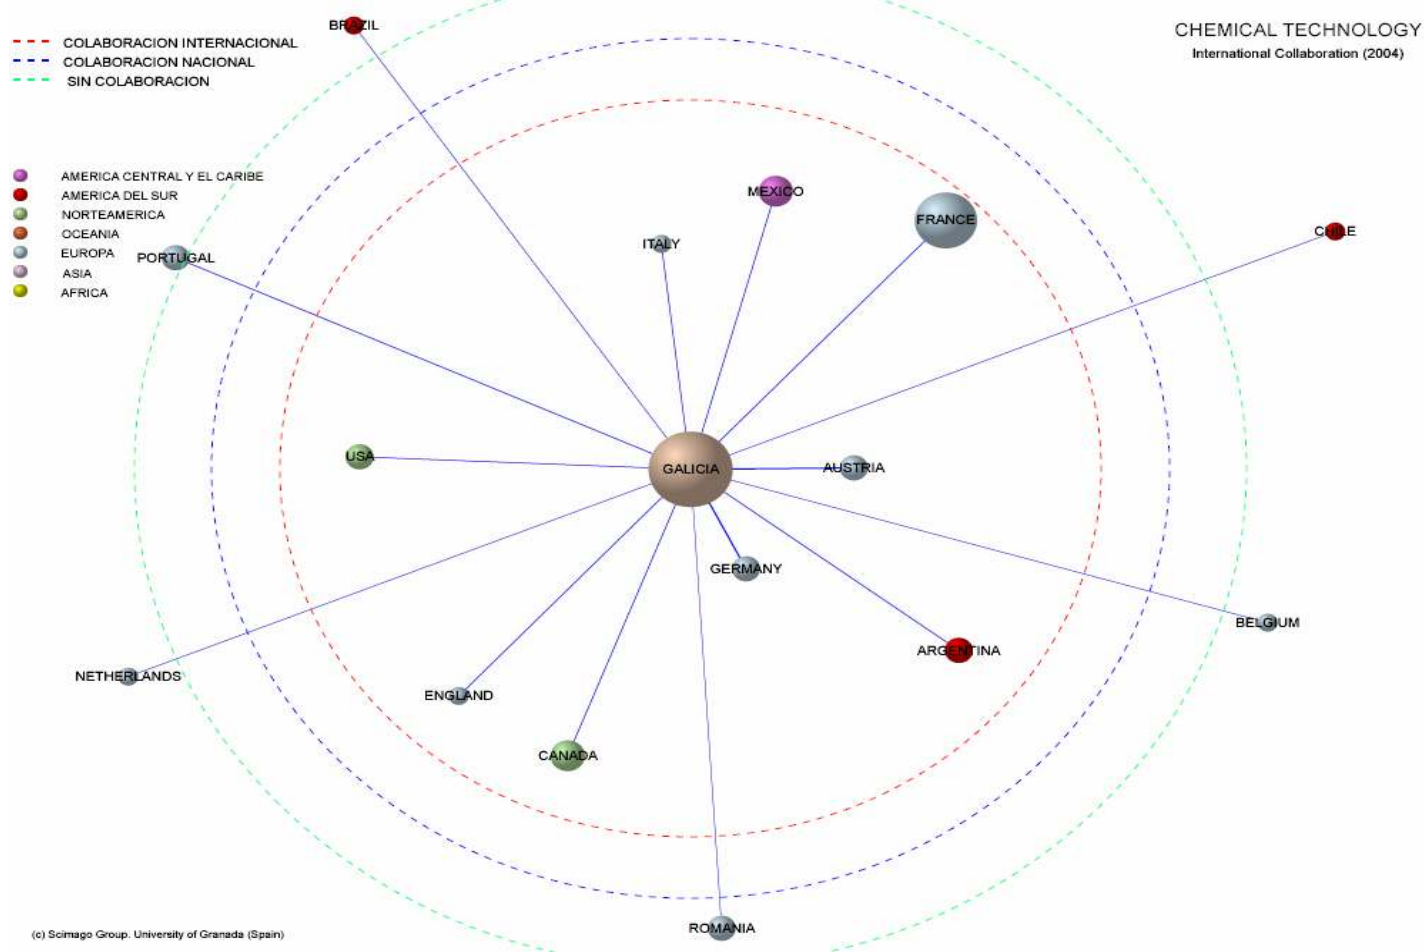 BRAZIL
CHEMICAL TECHNOLOGY
International Collaboration (2004)
COLABORACION INTERNACIONAL
COLABORACION NACIONAL
SIN COLABORACION
AMERICA CENTRAL Y EL CARIBE
AMERICA DEL SUR
NORTEAMERICA
OCEANIA
EUROPA
ASIA
AFRICA
MEXICO
FRANCE
CHILE
ITALY
PORTUGAL
USA
GALICIA
AUSTRIA
GERMANY
BELGIUM
ARGENTINA
NETHERLANDS
ENGLAND
CANADA
ROMANIA
(c) Scimago Group. University of Granada (Spain)